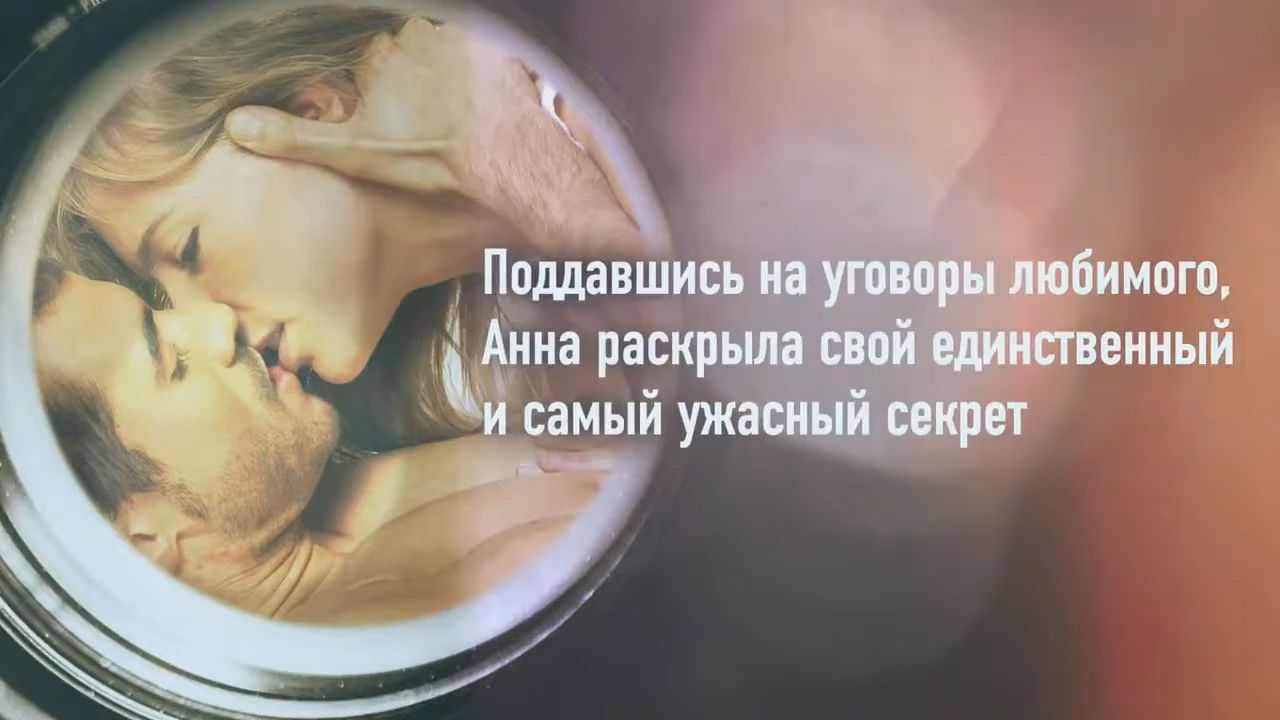 Поддавшись на уговоры любимого,
Анна раскрыла свой единственный
и самый ужасный секрет